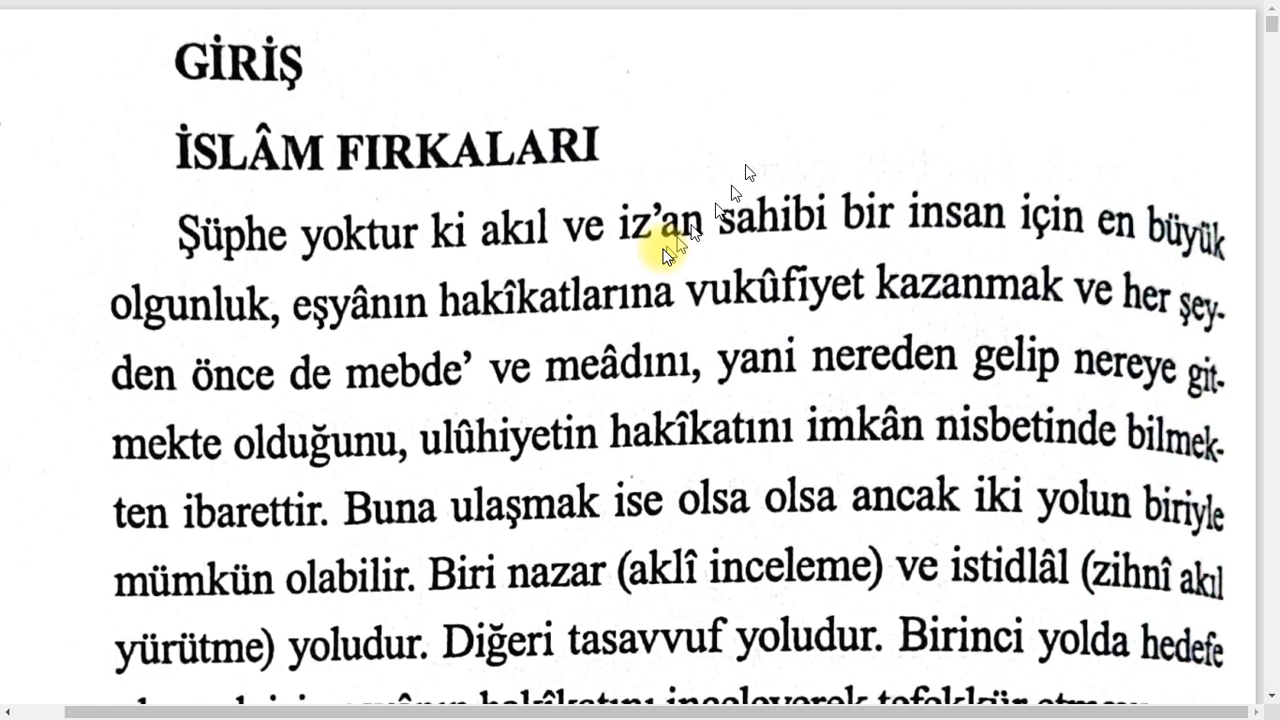 GİRİŞ
İSLÂM FIRKALARI
Şüphe yoktur ki akıl ve iz'an sahibi bir insan için en büyük
olgunluk, eşyânın hakîkatlarına vukûfiyet kazanmak ve her şey-
den önce de mebde' ve meâdını, yani nereden gelip nereye git-
mekte olduğunu, ulûhiyetin hakîkatını imkân nisbetinde bilmek-
ten ibarettir. Buna ulaşmak ise olsa olsa ancak iki yolun biriyle
mümkün olabilir. Biri nazar (aklî inceleme) ve istidlâl (zihnî akıl
yürütme) yoludur. Diğeri tasavvuf yoludur. Birinci yolda hedefe
hakîkatını inceleyerek tefekkür